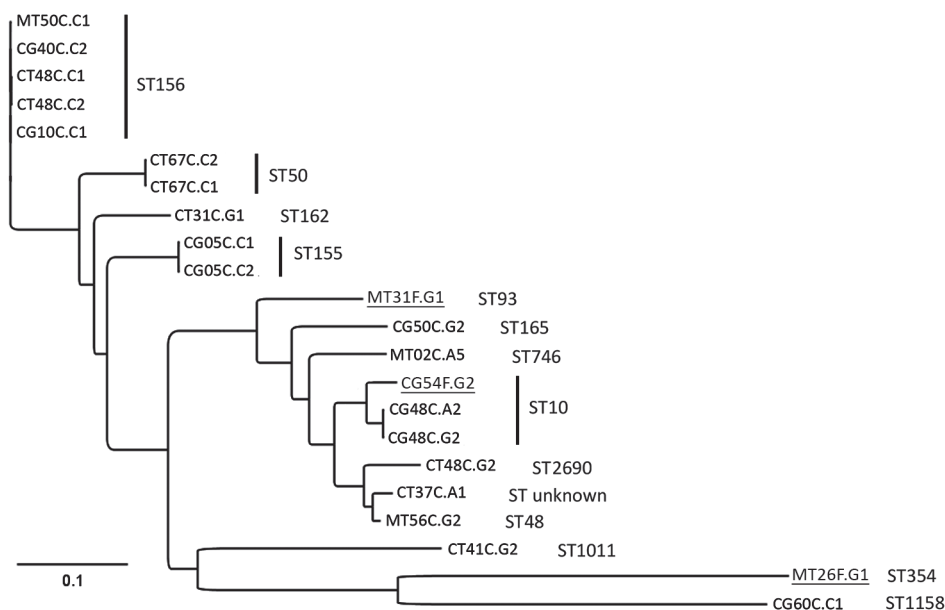 MT50C.C1
CG40C.C2
CT48C.C1
ST156
CT48C.C2
CG10C.C1
CT67C.C2
ST50
CT67C.C1
CT31C.G1 ST162
CG05C.C1
ST155
CG05C.C2
MT31F.G1 ST93
CG50C.G2 ST165
MT02C.A5 ST746
CG54F.G2
CG48C.A2 ST10
CG48C.G2
CT48C.G2 ST2690
CT37C.A1 ST unknown
MT56C.G2 ST48
CT41C.G2 ST1011
0.1
MT26F.G1 ST354
CG60C.C1 ST1158